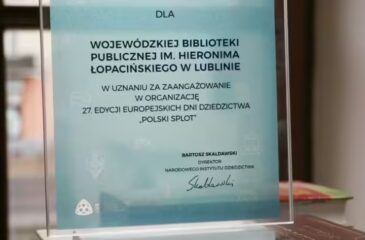 DLA
WOJEWÓDZKIEJ BIBLIOTEKI
PUBLICZNEJ IM. HIERONIMA
ŁOPACIŃSKIEGO W LUBLINIE
W UZNANIU ZA ZAANGAŻOWANIE
W ORGANIZACJĘ
27. EDYCJI EUROPEJSKICH DNI DZIEDZICTWA
„POLSKI SPLOT”
BARTOSZ SKALDAWSKI
DYREKTOR
NARODOWEGO INSTYTUTU DZIEDZICTWA